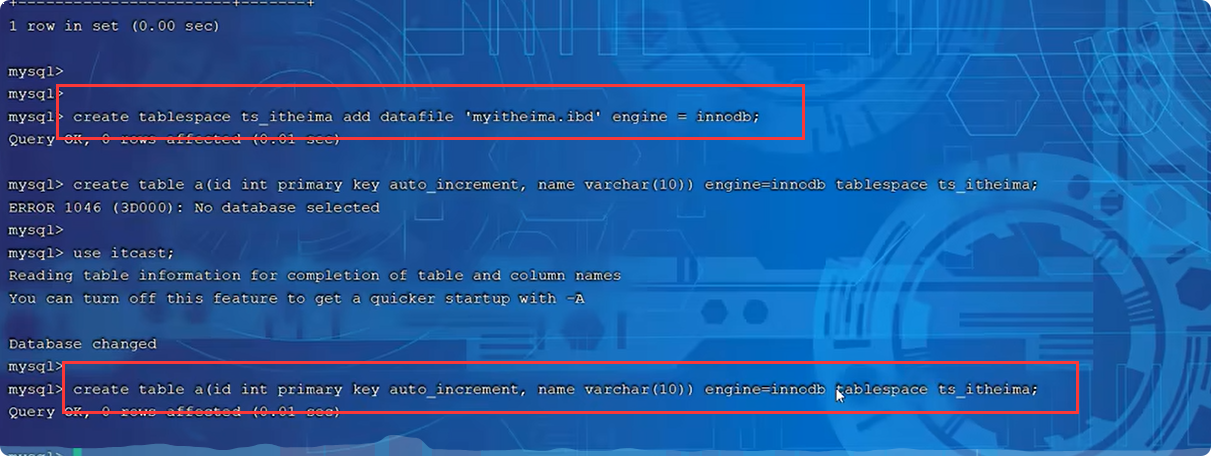 +-----------------------+-------+
1 row in set (0.00 sec)
mysql>
mysql>
mysql> create tablespace ts_itheima add datafile 'myitheima.ibd' engine = innodb;
Query OK, 0 rows affected (0.01 sec)
mysql> create table a(id int primary key auto_increment, name varchar(10)) engine=innodb tablespace ts_itheima;
ERROR 1046 (3D000): No database selected
mysql>
mysql> use itcast;
Reading table information for completion of table and column names
You can turn off this feature to get a quicker startup with -A
Database changed
mysql>
mysql> create table a(id int primary key auto_increment, name varchar(10)) engine=innodb tablespace ts_itheima;
Query OK, 0 rows affected (0.01 sec)
mysql>